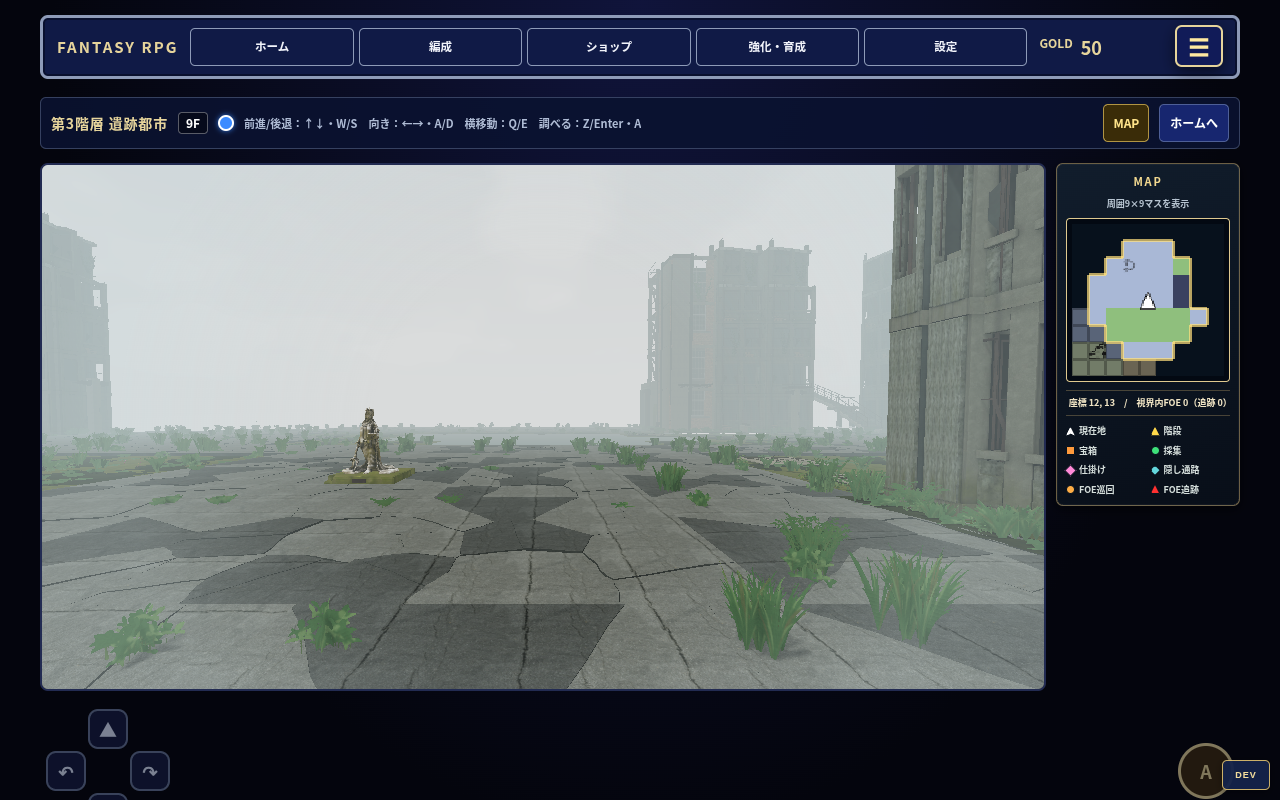 FANTASY RPG
ホーム
編成
ショップ
強化・育成
設定
GOLD 50
第3階層 遺跡都市
9F
前進/後退：↑↓・W/S 向き：←→・A/D 横移動：Q/E 調べる：Z/Enter・A
MAP
ホームへ
MAP
周囲9×9マスを表示
座標 12, 13 / 視界内FOE 0（追跡 0）
現在地
階段
宝箱
採集
仕掛け
隠し通路
FOE巡回
FOE追跡
A
DEV